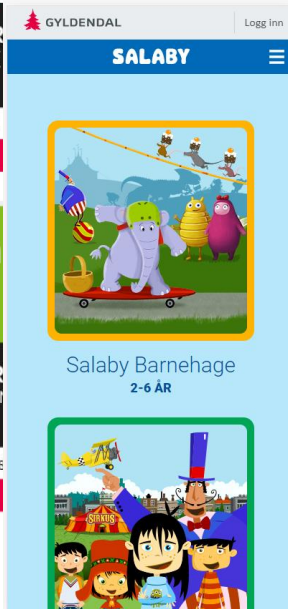 GYLDENDAL
Logg inn
SALABY
Salaby Barnehage
2-6 ÅR
SIRKUS